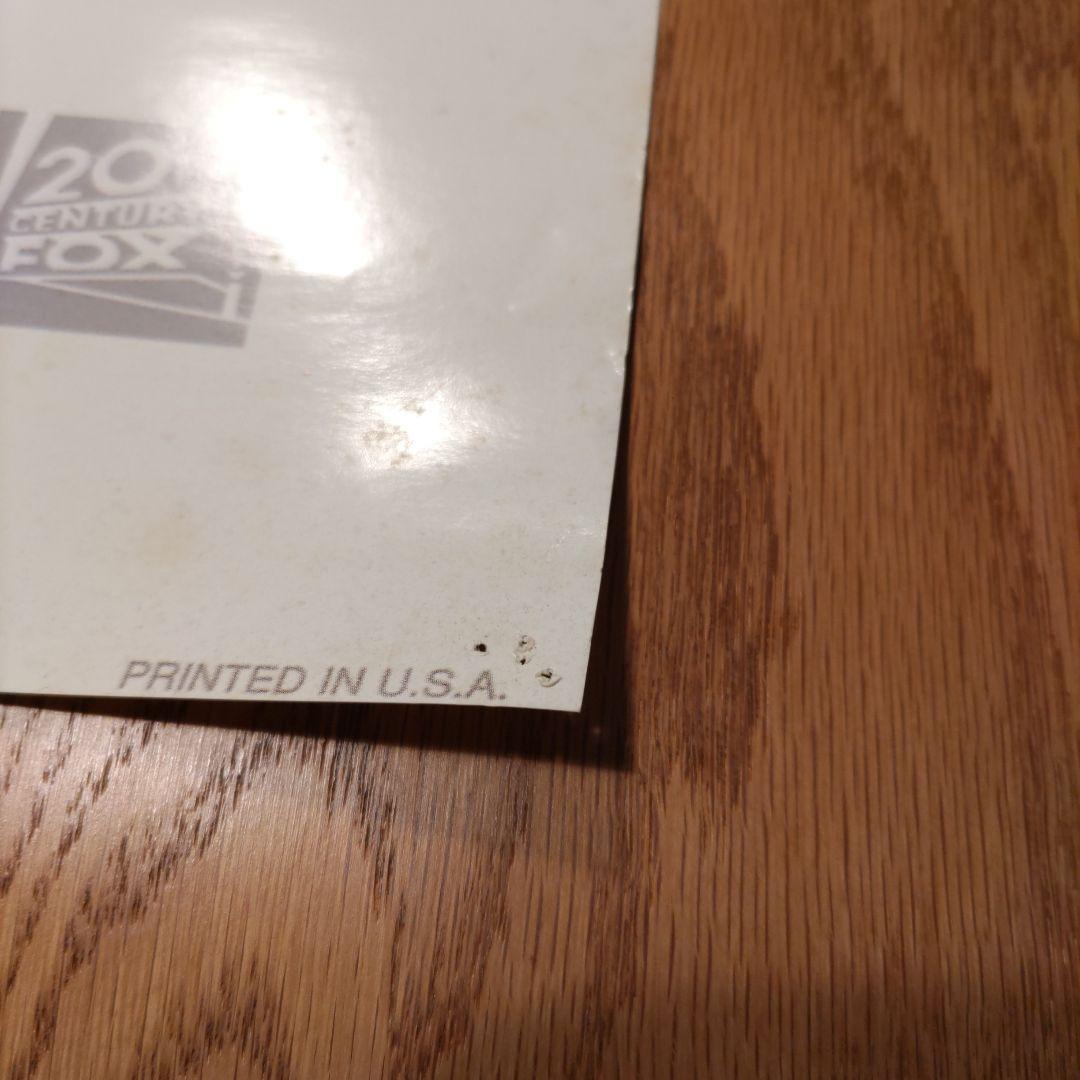 20
CENTURY
FOX
PRINTED IN U.S.A.